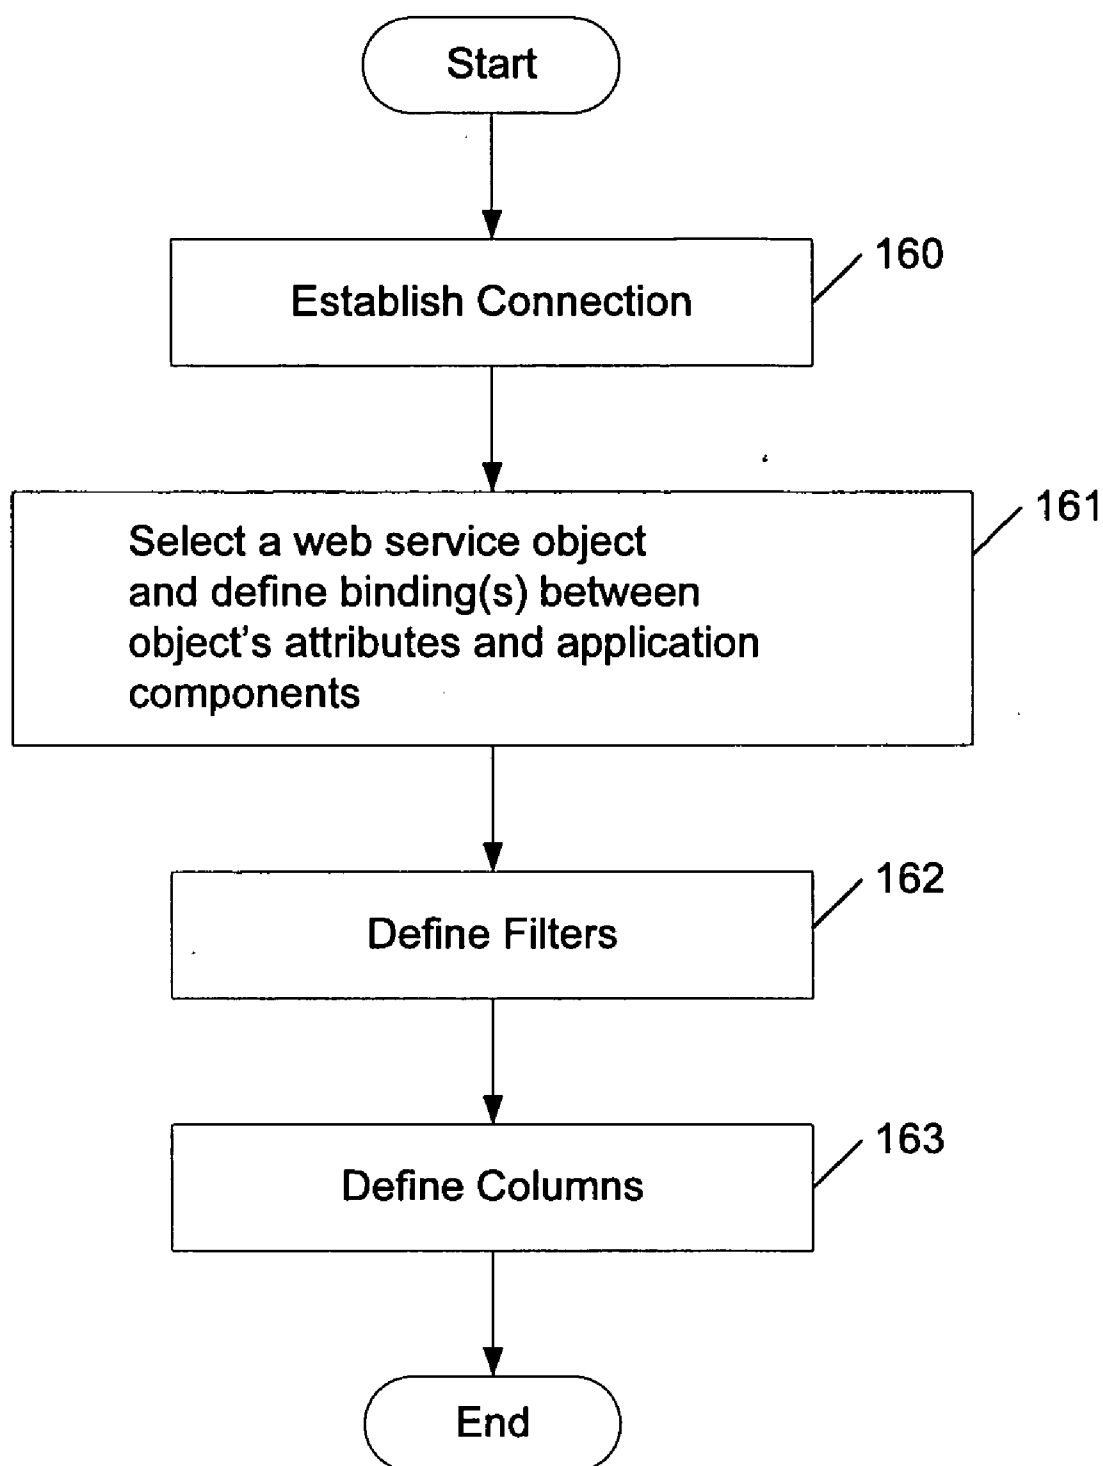 Start
Establish Connection
160
Select a web service object
and define binding(s) between
object's attributes and application
components
161
Define Filters
162
Define Columns
163
End